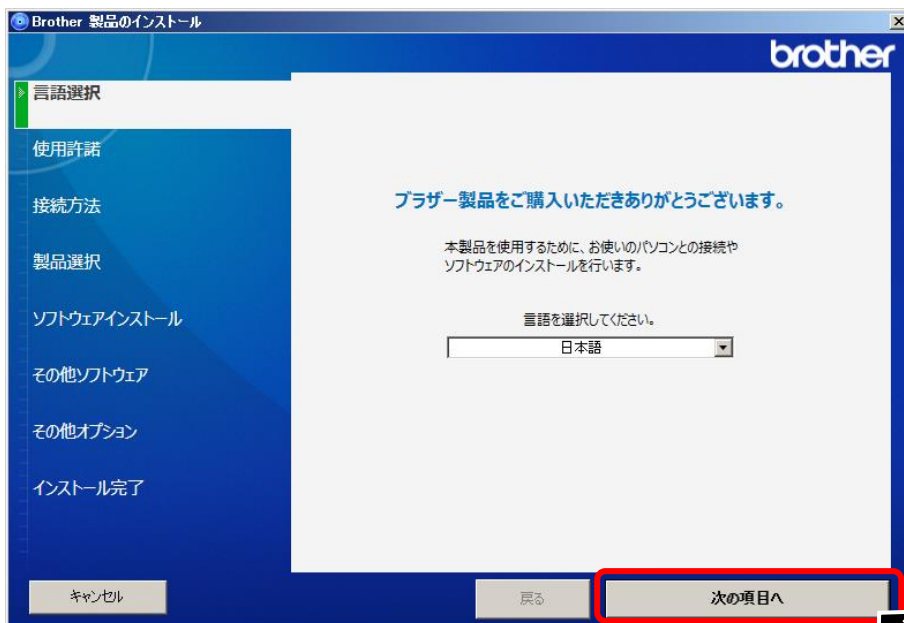 Brother 製品のインストール
brother
言語選択
使用許諾
接続方法
製品選択
ソフトウェアインストール
その他ソフトウェア
その他オプション
インストール完了
ブラザー製品をご購入いただきありがとうございます。
本製品を使用するために、お使いのパソコンとの接続や
ソフトウェアのインストールを行います。
言語を選択してください。
日本語
キャンセル
戻る
次の項目へ